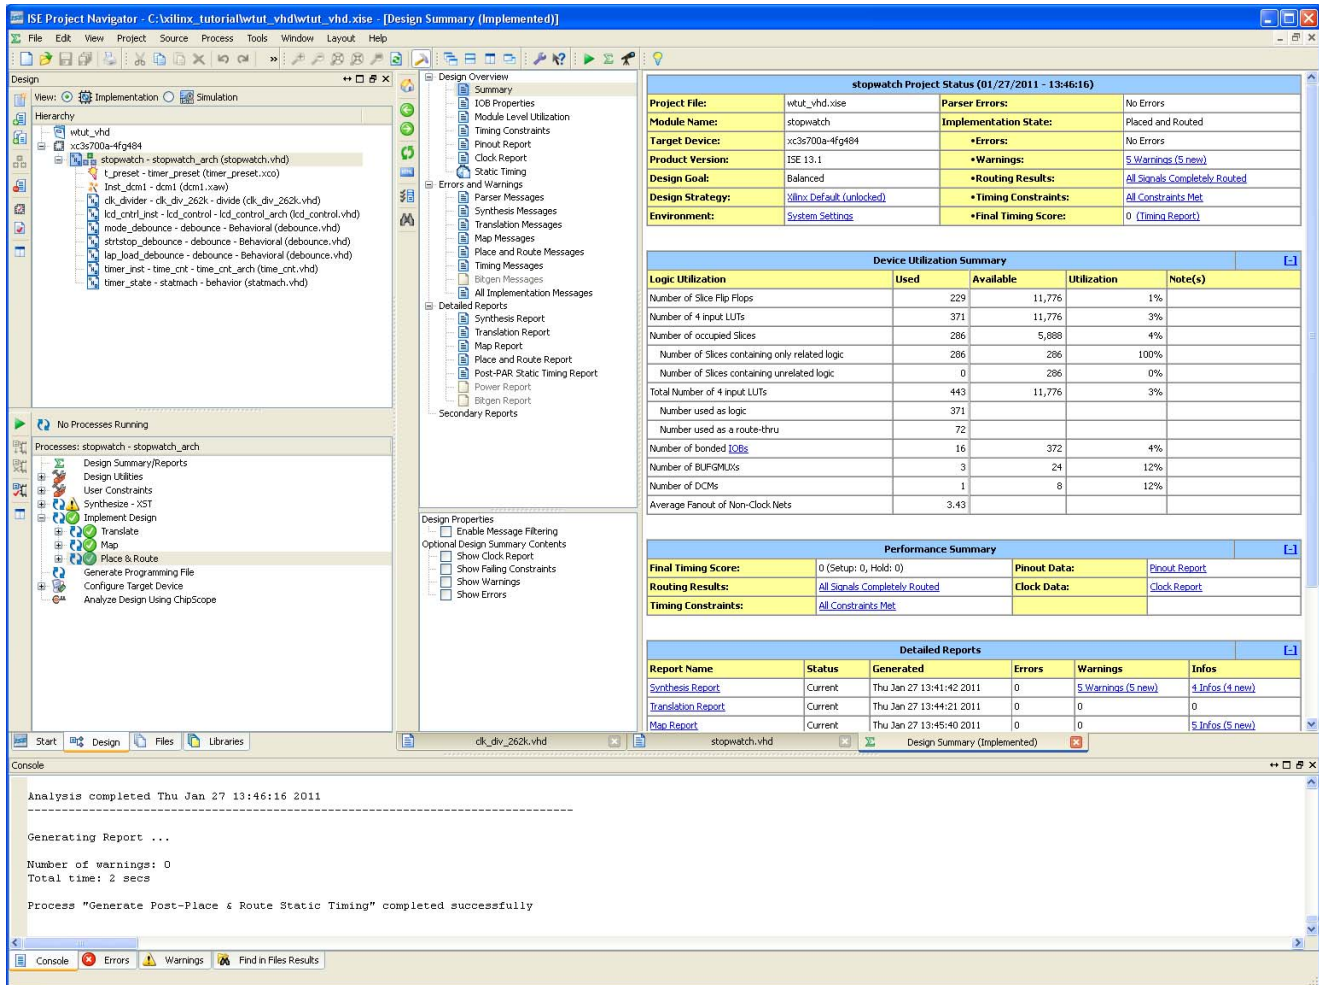 ISE Project Navigator - C:\xilinx_tutorial\wtut_vhd\wtut_vhd.xise - [Design Summary (Implemented)]
File Edit View Project Source Process Tools Window Layout Help
Design
View: Implementation Simulation
Hierarchy
wtut_vhd
xc3s700a-4fg484
stopwatch - stopwatch_arch (stopwatch.vhd)
t_preset - timer_preset (timer_preset.xco)
Inst_dcm1 - dcm1 (dcm1.xaw)
clk_divider - clk_div_262k - divide (clk_div_262k.vhd)
lcd_cntrl_inst - lcd_control - lcd_control_arch (lcd_control.vhd)
mode_debounce - debounce - Behavioral (debounce.vhd)
strtstop_debounce - debounce - Behavioral (debounce.vhd)
lap_load_debounce - debounce - Behavioral (debounce.vhd)
timer_inst - time_cnt - time_cnt_arch (time_cnt.vhd)
timer_state - statmach - behavior (statmach.vhd)
No Processes Running
Processes: stopwatch - stopwatch_arch
Design Summary/Reports
Design Utilities
User Constraints
Synthesize - XST
Implement Design
Translate
Map
Place & Route
Generate Programming File
Configure Target Device
Analyze Design Using ChipScope
Start Design Files Libraries
Design Overview
Summary
IOB Properties
Module Level Utilization
Timing Constraints
Pinout Report
Clock Report
Static Timing
Errors and Warnings
Parser Messages
Synthesis Messages
Translation Messages
Map Messages
Place and Route Messages
Timing Messages
Bitgen Messages
All Implementation Messages
Detailed Reports
Synthesis Report
Translation Report
Map Report
Place and Route Report
Post-PAR Static Timing Report
Power Report
Bitgen Report
Secondary Reports
Design Properties
Enable Message Filtering
Optional Design Summary Contents
Show Clock Report
Show Failing Constraints
Show Warnings
Show Errors
stopwatch Project Status (01/27/2011 - 13:46:16)
Project File: wtut_vhd.xise Parser Errors: No Errors
Module Name: stopwatch Implementation State: Placed and Routed
Target Device: xc3s700a-4fg484 •Errors: No Errors
Product Version: ISE 13.1 •Warnings: 5 Warnings (5 new)
Design Goal: Balanced •Routing Results: All Signals Completely Routed
Design Strategy: Xilinx Default (unlocked) •Timing Constraints: All Constraints Met
Environment: System Settings •Final Timing Score: 0 (Timing Report)
Device Utilization Summary [-]
Logic Utilization Used Available Utilization Note(s)
Number of Slice Flip Flops 229 11,776 1%
Number of 4 input LUTs 371 11,776 3%
Number of occupied Slices 286 5,888 4%
Number of Slices containing only related logic 286 286 100%
Number of Slices containing unrelated logic 0 286 0%
Total Number of 4 input LUTs 443 11,776 3%
Number used as logic 371
Number used as a route-thru 72
Number of bonded IOBs 16 372 4%
Number of BUFGMUXs 3 24 12%
Number of DCMs 1 8 12%
Average Fanout of Non-Clock Nets 3.43
Performance Summary [-]
Final Timing Score: 0 (Setup: 0, Hold: 0) Pinout Data: Pinout Report
Routing Results: All Signals Completely Routed Clock Data: Clock Report
Timing Constraints: All Constraints Met
Detailed Reports [-]
Report Name Status Generated Errors Warnings Infos
Synthesis Report Current Thu Jan 27 13:41:42 2011 0 5 Warnings (5 new) 4 Infos (4 new)
Translation Report Current Thu Jan 27 13:44:21 2011 0 0 0
Map Report Current Thu Jan 27 13:45:40 2011 0 0 5 Infos (5 new)
clk_div_262k.vhd stopwatch.vhd Design Summary (Implemented)
Console
Analysis completed Thu Jan 27 13:46:16 2011
--------------------------------------------------------------------------------
Generating Report ...
Number of warnings: 0
Total time: 2 secs
Process "Generate Post-Place & Route Static Timing" completed successfully
Console Errors Warnings Find in Files Results